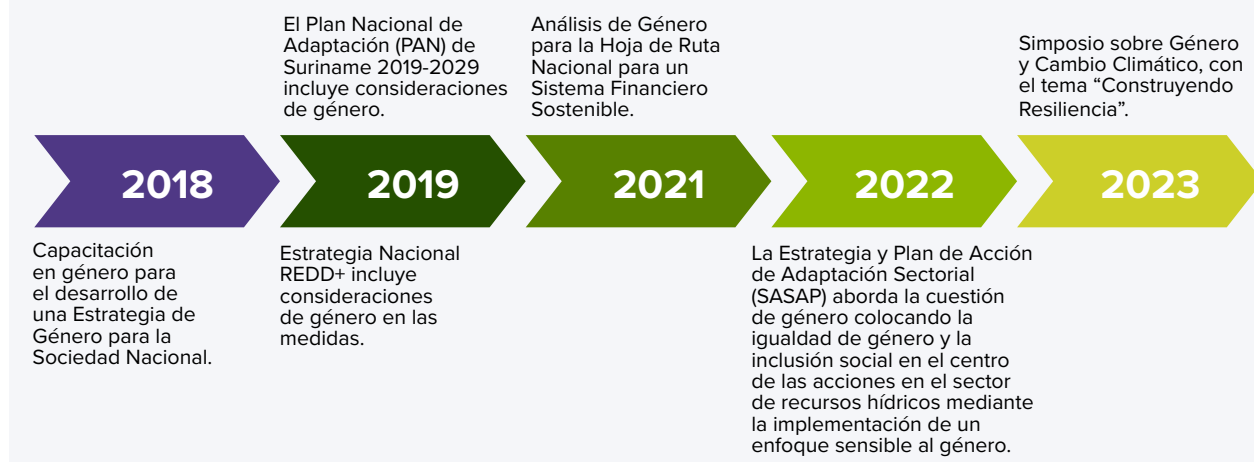 El Plan Nacional de
Adaptación (PAN) de
Suriname 2019-2029
incluye consideraciones
de género.
Análisis de Género
para la Hoja de Ruta
Nacional para un
Sistema Financiero
Sostenible.
Simposio sobre Género
y Cambio Climático, con
el tema “Construyendo
Resiliencia”.
2018
2019
2021
2022
2023
Capacitación
en género para
el desarrollo de
una Estrategia de
Género para la
Sociedad Nacional.
Estrategia Nacional
REDD+ incluye
consideraciones
de género en las
medidas.
La Estrategia y Plan de Acción
de Adaptación Sectorial
(SASAP) aborda la cuestión
de género colocando la
igualdad de género y la
inclusión social en el centro
de las acciones en el sector
de recursos hídricos mediante
la implementación de un
enfoque sensible al género.